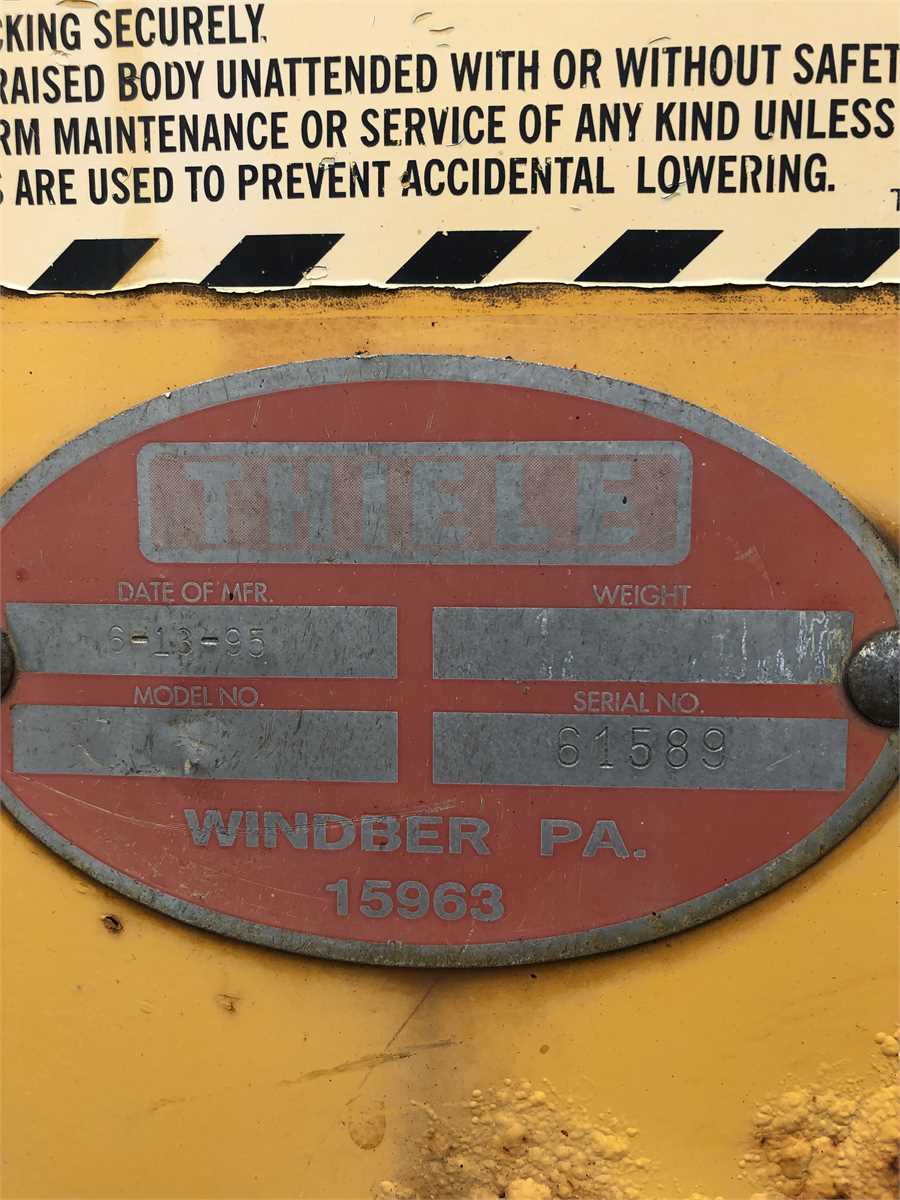 CKING SECURELY.
RAISED BODY UNATTENDED WITH OR WITHOUT SAFET
RM MAINTENANCE OR SERVICE OF ANY KIND UNLESS
S ARE USED TO PREVENT ACCIDENTAL LOWERING.
THIELE
DATE OF MFR. WEIGHT
6-13-95
MODEL NO. SERIAL NO.
61589
WINDBER PA.
15963